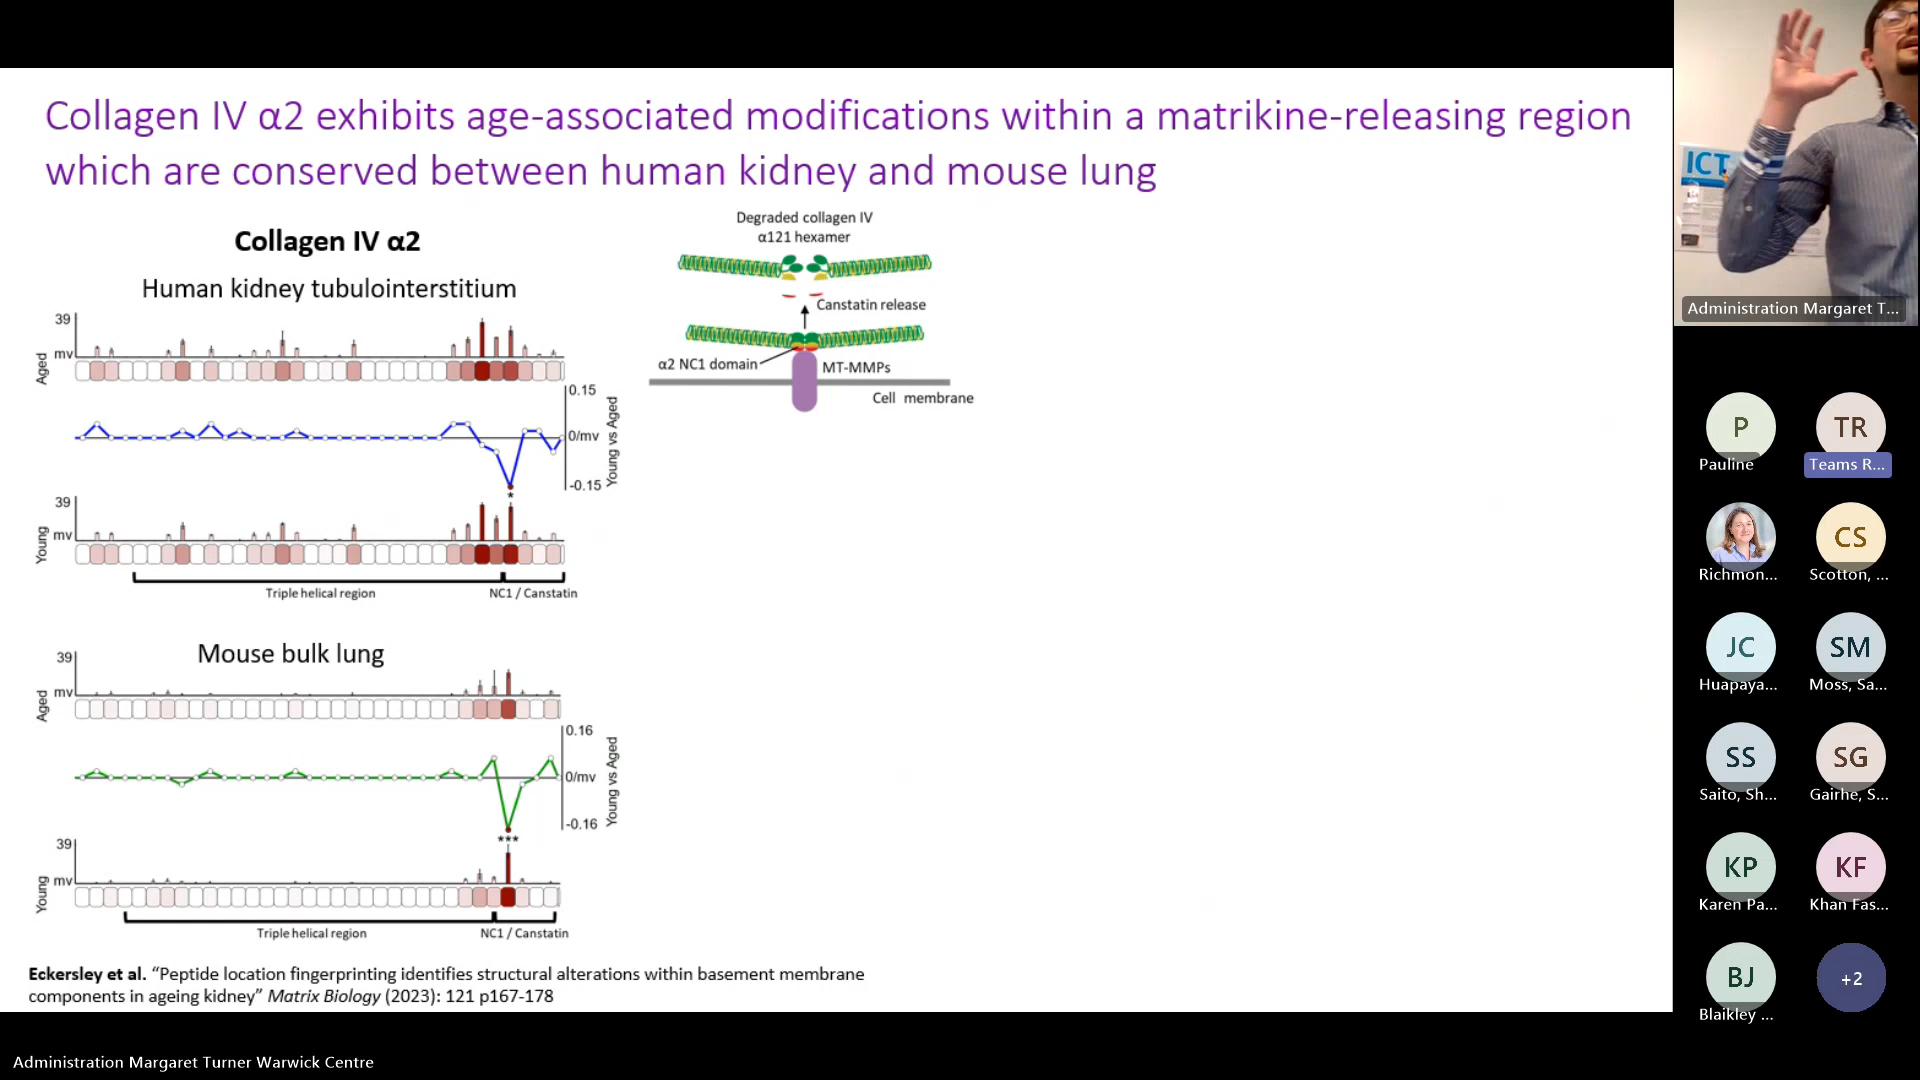 Collagen IV α2 exhibits age-associated modifications within a matrikine-releasing region
which are conserved between human kidney and mouse lung
Collagen IV α2
Human kidney tubulointerstitium
39
mv
Aged
0.15
0/mv
-0.15
Young vs Aged
*
39
mv
Young
Triple helical region
NC1 / Canstatin
Degraded collagen IV
α121 hexamer
Canstatin release
α2 NC1 domain
MT-MMPs
Cell membrane
Mouse bulk lung
39
mv
Aged
0.16
0/mv
-0.16
Young vs Aged
***
39
mv
Young
Triple helical region
NC1 / Canstatin
Eckersley et al. “Peptide location fingerprinting identifies structural alterations within basement membrane
components in ageing kidney” Matrix Biology (2023): 121 p167-178
Administration Margaret Turner Warwick Centre
ICT
Administration Margaret T...
P
Pauline
TR
Teams R...
Richmon...
CS
Scotton, ...
JC
Huapaya...
SM
Moss, Sa...
SS
Saito, Sh...
SG
Gairhe, S...
KP
Karen Pa...
KF
Khan Fas...
BJ
Blaikley ...
+2